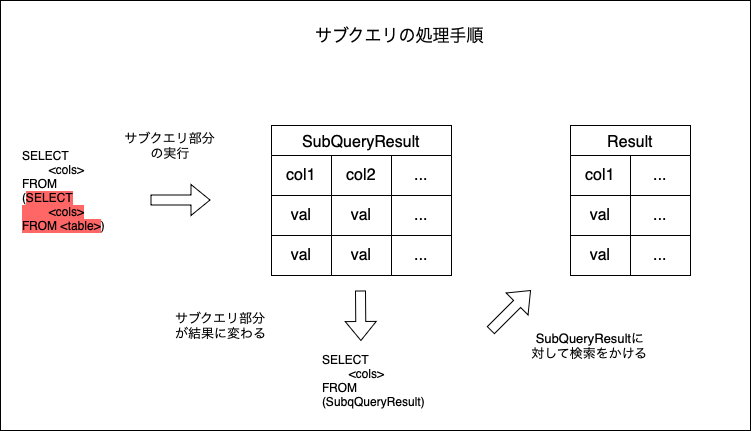 サブクエリの処理手順
サブクエリ部分
の実行
SELECT
<cols>
FROM
(SELECT
<cols>
FROM <table>)
SubQueryResult
col1 col2 ...
val val ...
val val ...
Result
col1 ...
val ...
val ...
サブクエリ部分
が結果に変わる
SELECT
<cols>
FROM
(SubqQueryResult)
SubQueryResultに
対して検索をかける